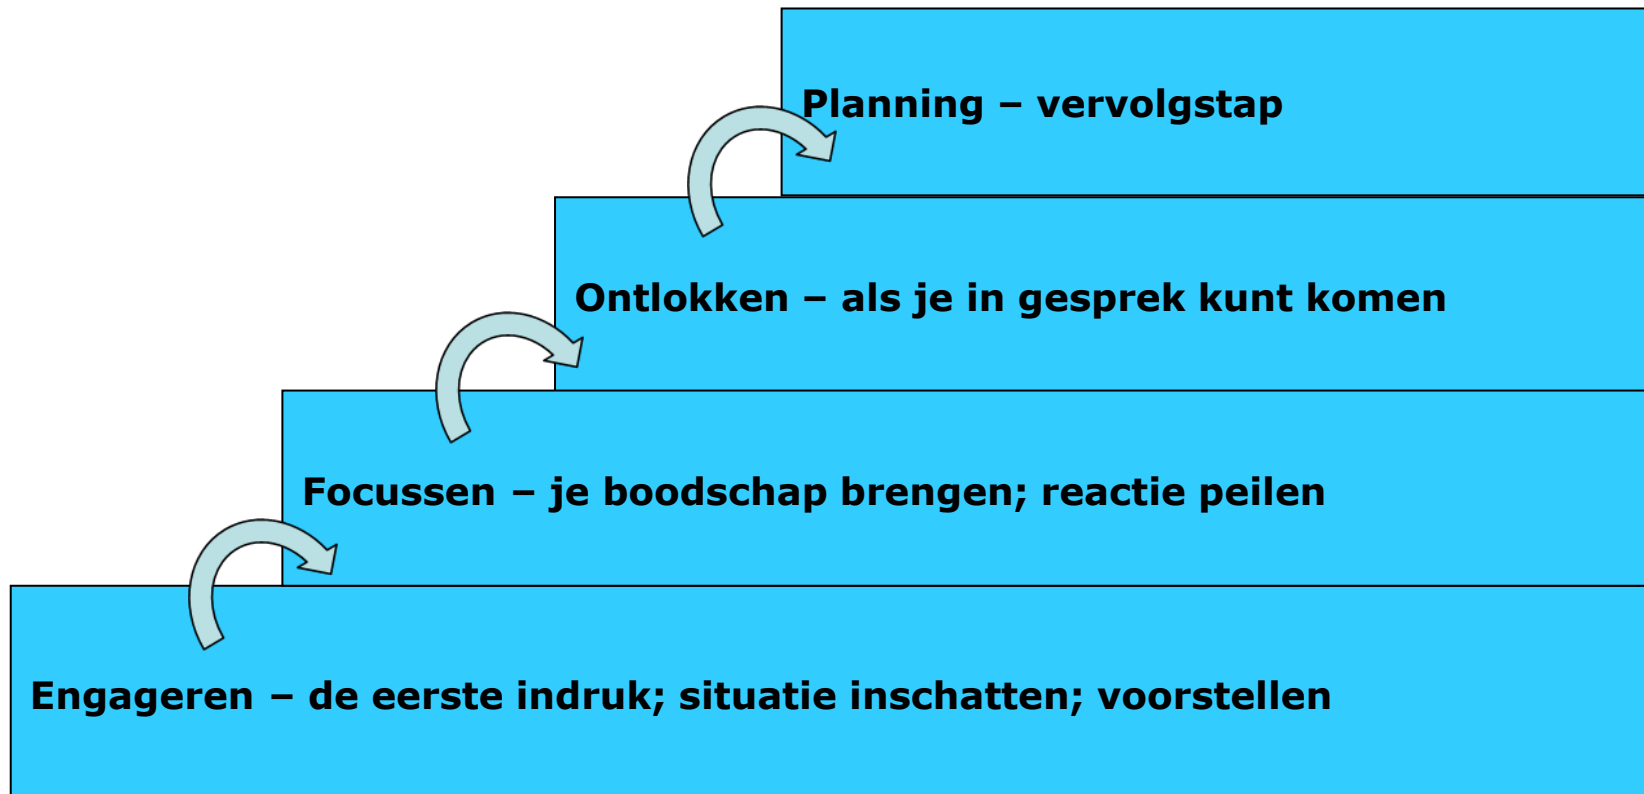 Planning – vervolgstap
Ontlokken – als je in gesprek kunt komen
Focussen – je boodschap brengen; reactie peilen
Engageren – de eerste indruk; situatie inschatten; voorstellen